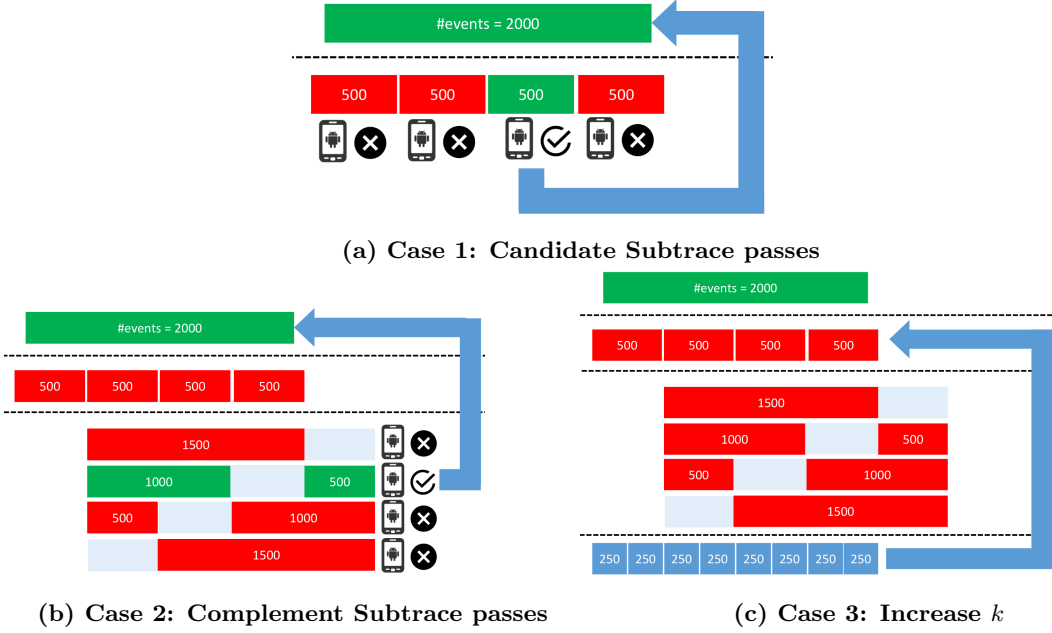 #events = 2000
500 500 500 500
(a) Case 1: Candidate Subtrace passes
#events = 2000
500 500 500 500
1500
1000 500
500 1000
1500
(b) Case 2: Complement Subtrace passes
#events = 2000
500 500 500 500
1500
1000 500
500 1000
1500
250 250 250 250 250 250 250 250
(c) Case 3: Increase k